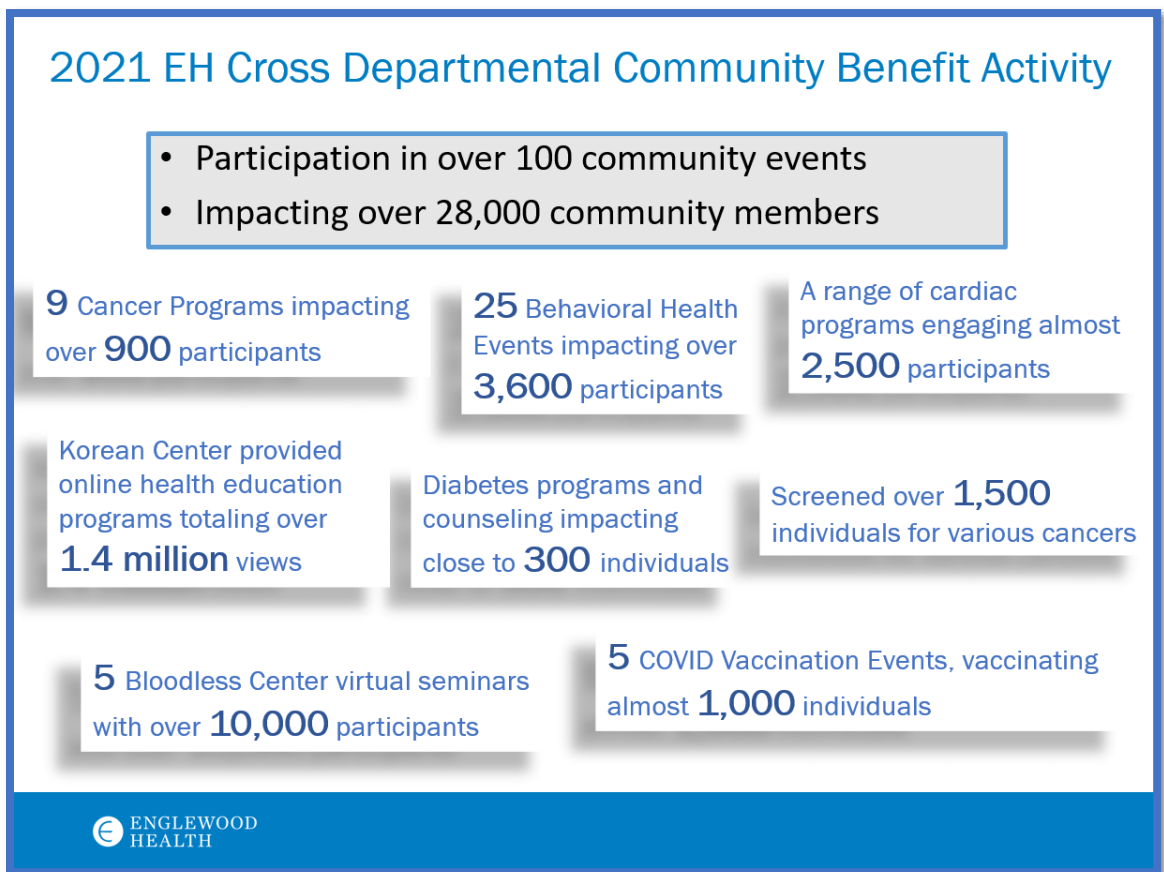 2021 EH Cross Departmental Community Benefit Activity
• Participation in over 100 community events
• Impacting over 28,000 community members
9 Cancer Programs impacting
over 900 participants
25 Behavioral Health
Events impacting over
3,600 participants
A range of cardiac
programs engaging almost
2,500 participants
Korean Center provided
online health education
programs totaling over
1.4 million views
Diabetes programs and
counseling impacting
close to 300 individuals
Screened over 1,500
individuals for various cancers
5 Bloodless Center virtual seminars
with over 10,000 participants
5 COVID Vaccination Events, vaccinating
almost 1,000 individuals
ENGLEWOOD
HEALTH